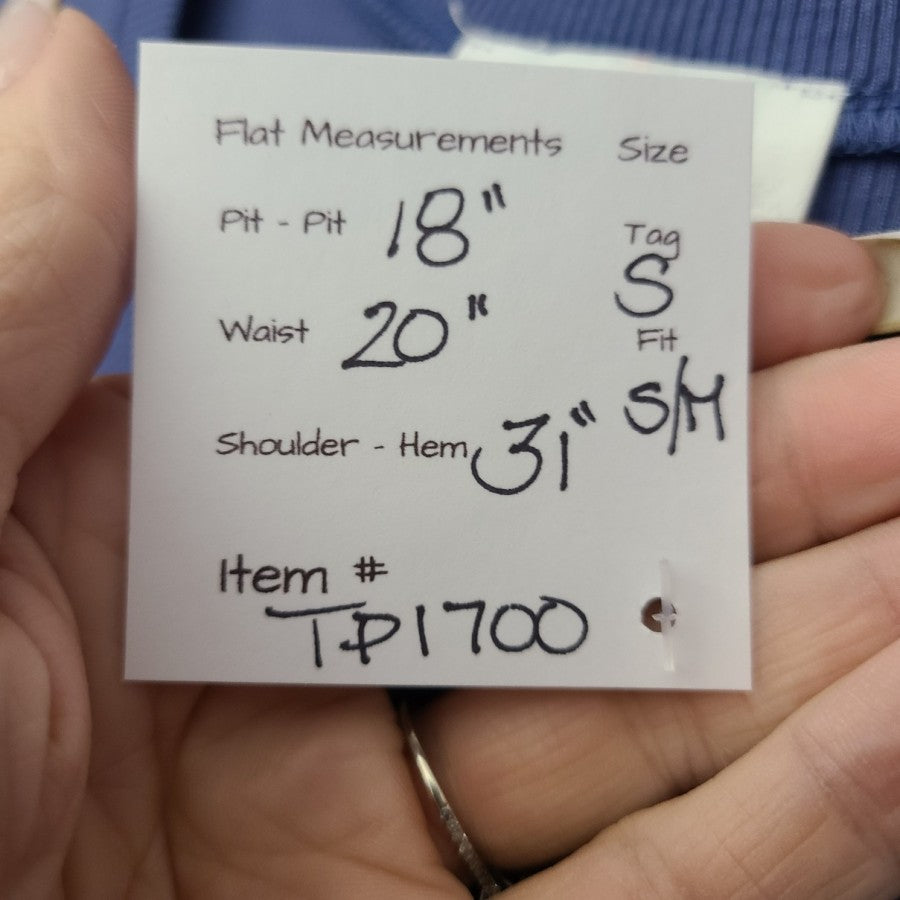 Flat Measurements
Size
Pit - Pit 18"
Tag
S
Waist 20"
Fit
S/M
Shoulder - Hem 31"
Item #
TP1700